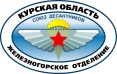 КУРСКАЯ ОБЛАСТЬ
СОЮЗ ДЕСАНТНИКОВ
ЖЕЛЕЗНОГОРСКОЕ ОТДЕЛЕНИЕ